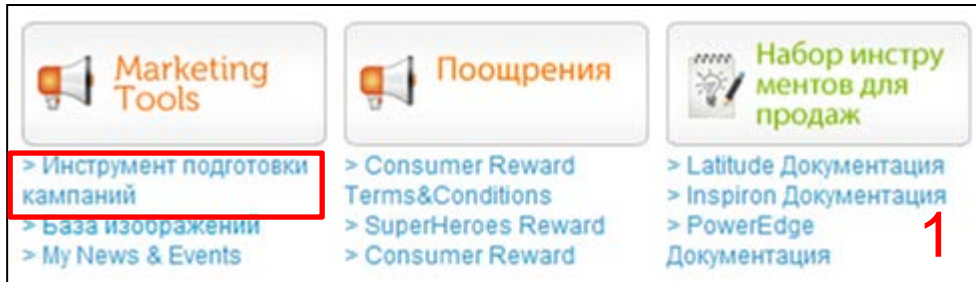 Marketing
Tools
> Инструмент подготовки
кампаний
> База изображений
> My News & Events
Поощрения
> Consumer Reward
Terms&Conditions
> SuperHeroes Reward
> Consumer Reward
Набор инстру
ментов для
продаж
> Latitude Документация
> Inspiron Документация
> PowerEdge
Документация
1